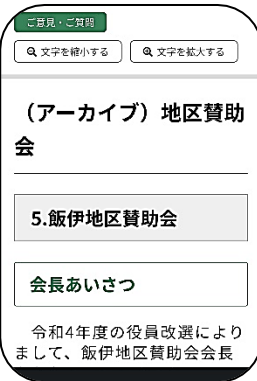 ご意見・ご質問
文字を縮小する 文字を拡大する
（アーカイブ）地区賛助
会
5.飯伊地区賛助会
会長あいさつ
令和4年度の役員改選により
まして、飯伊地区賛助会会長